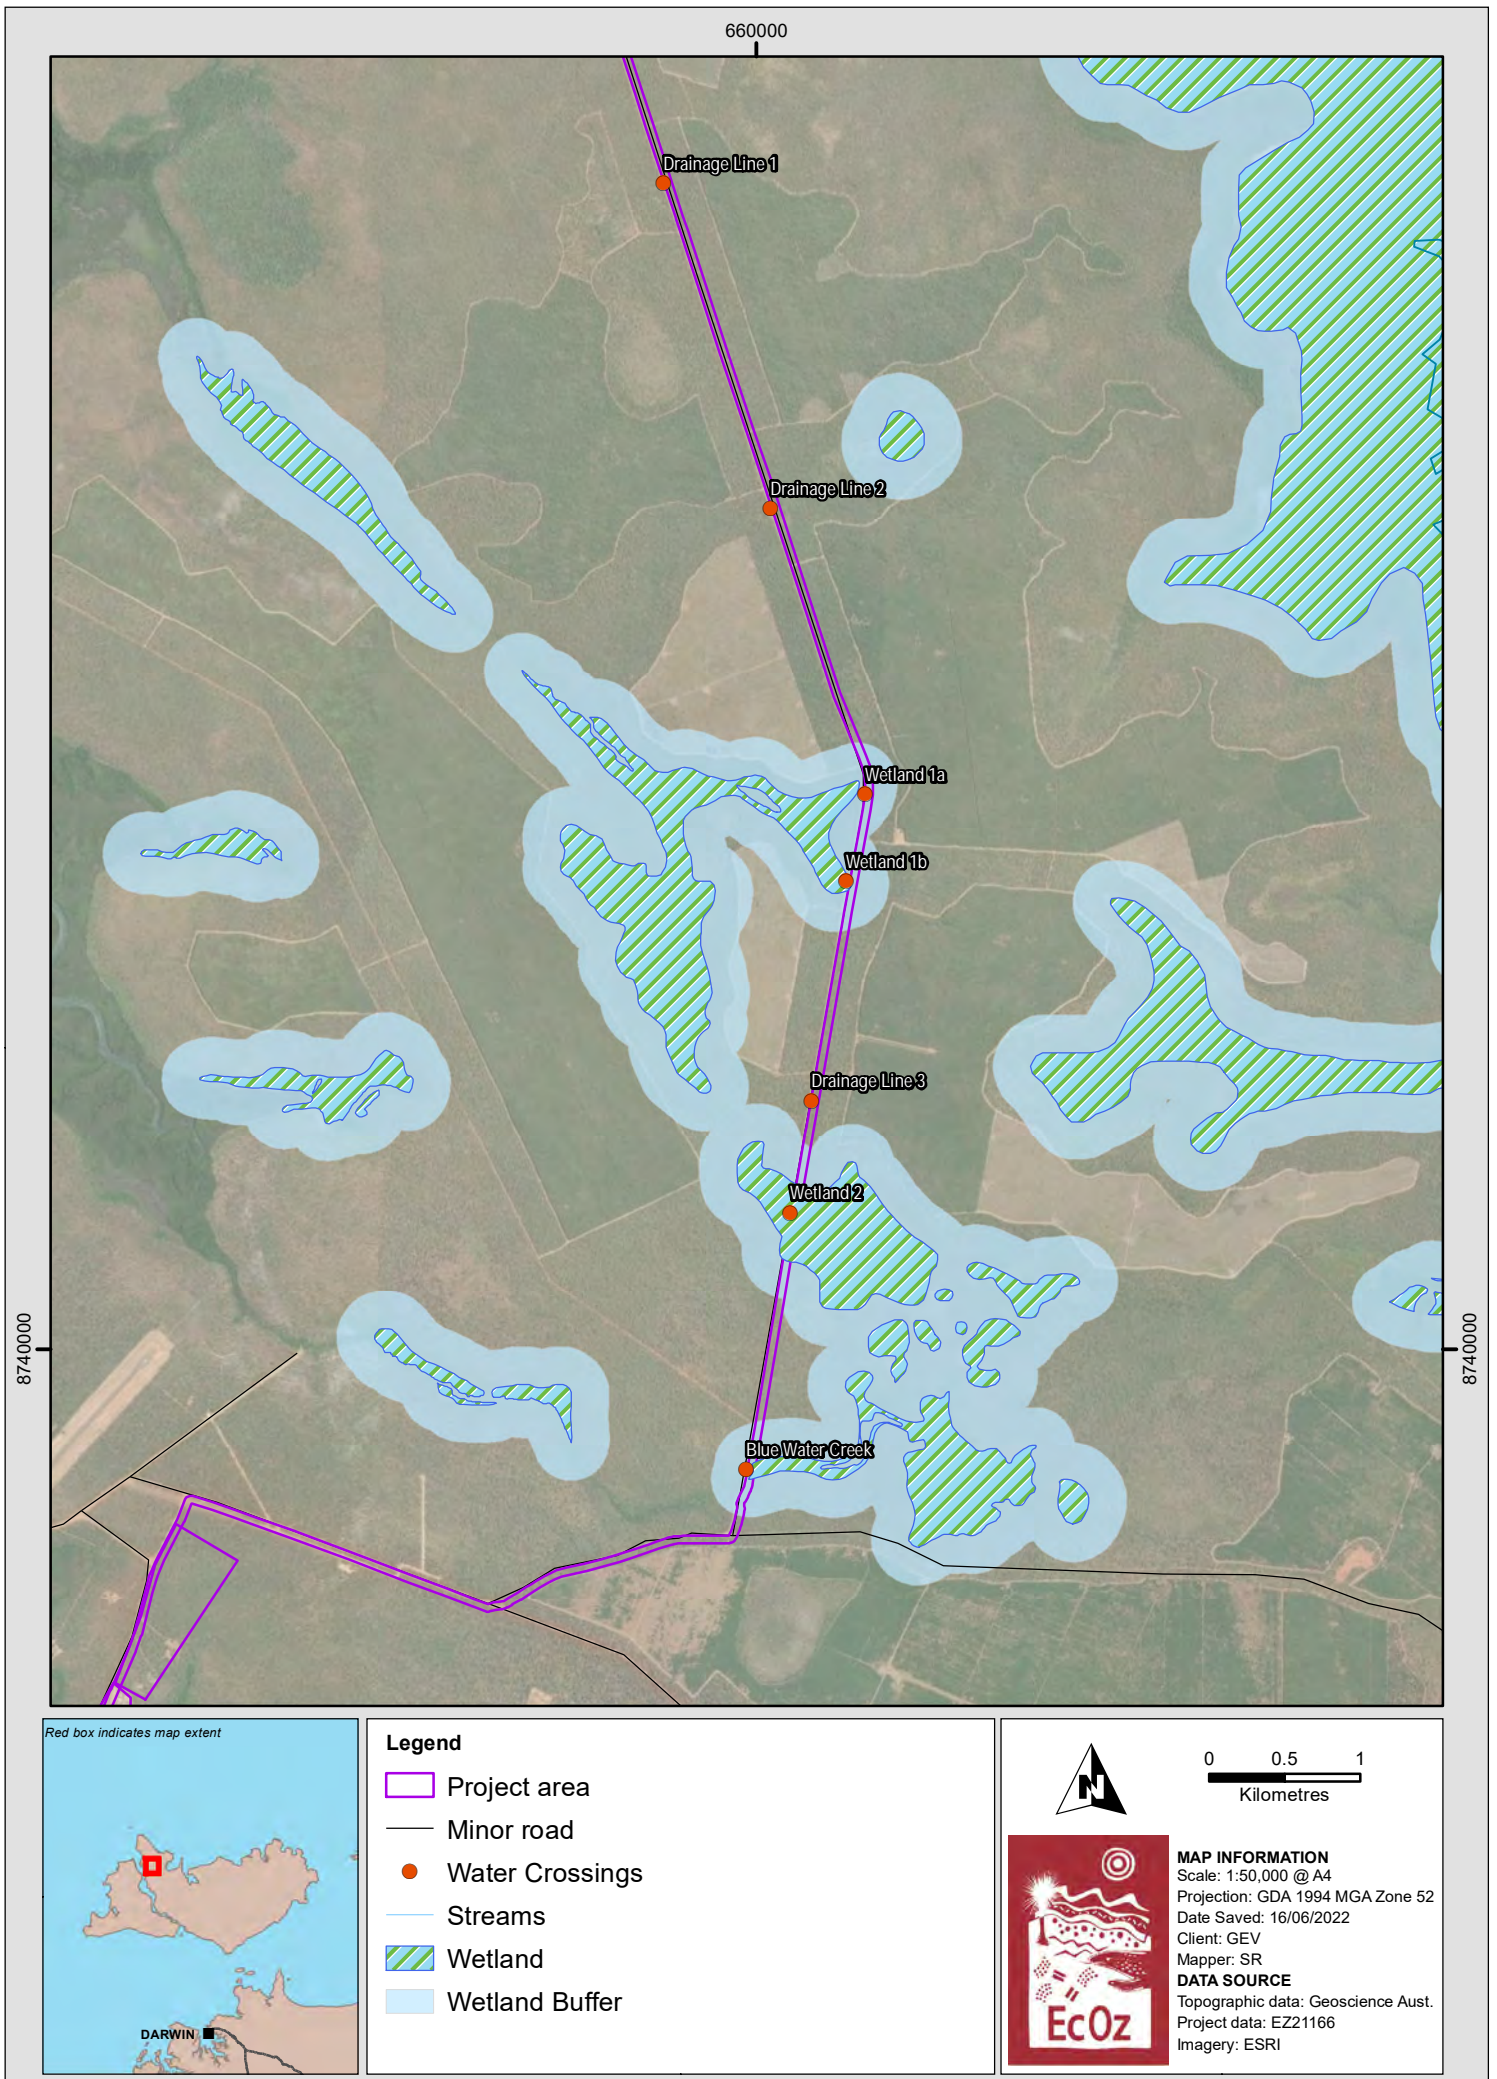 660000
Drainage Line 1
Drainage Line 2
Wetland 1a
Wetland 1b
Drainage Line 3
Wetland 2
8740000
8740000
Blue Water Creek
Red box indicates map extent
DARWIN
Legend
Project area
Minor road
Water Crossings
Streams
Wetland
Wetland Buffer
N
0 0.5 1
Kilometres
EcOz
MAP INFORMATION
Scale: 1:50,000 @ A4
Projection: GDA 1994 MGA Zone 52
Date Saved: 16/06/2022
Client: GEV
Mapper: SR
DATA SOURCE
Topographic data: Geoscience Aust.
Project data: EZ21166
Imagery: ESRI